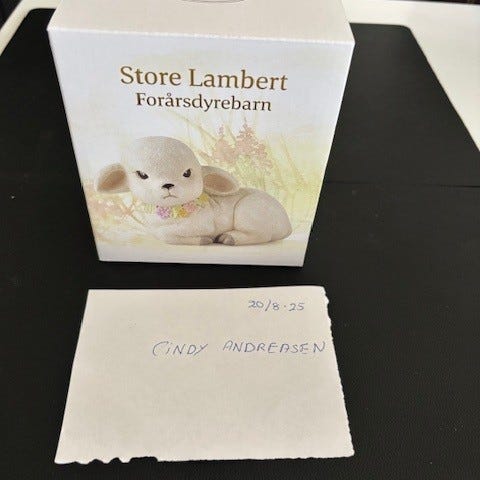 Store Lambert
Forårsdyrebarn
20/8-25
CiNDY ANDREASEN